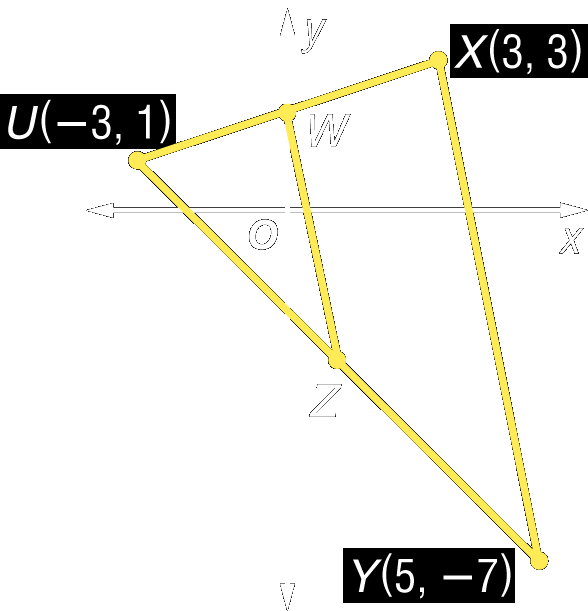 y
X(3, 3)
U(−3, 1)
W
O
x
Z
Y(5, −7)